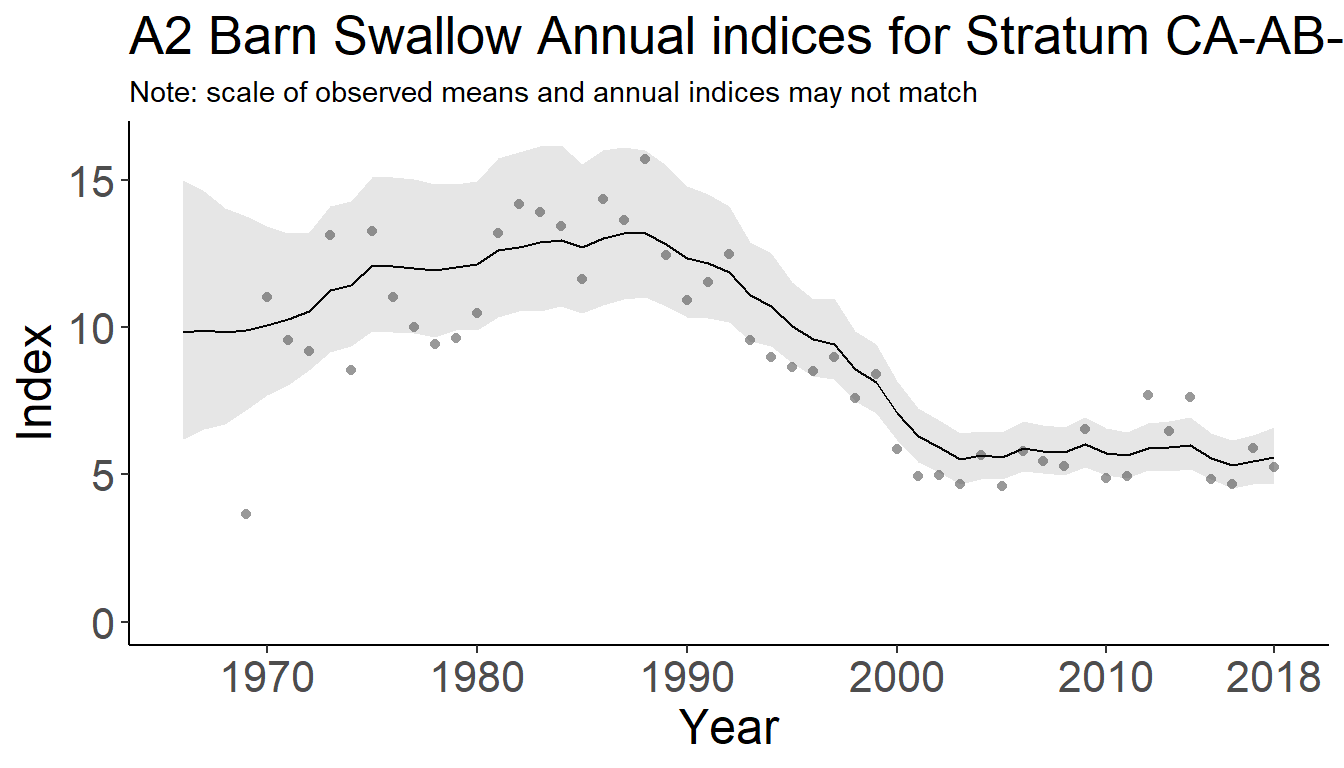 A2 Barn Swallow Annual indices for Stratum CA-AB-
Note: scale of observed means and annual indices may not match
15
10
5
0
Index
1970 1980 1990 2000 2010 2018
Year